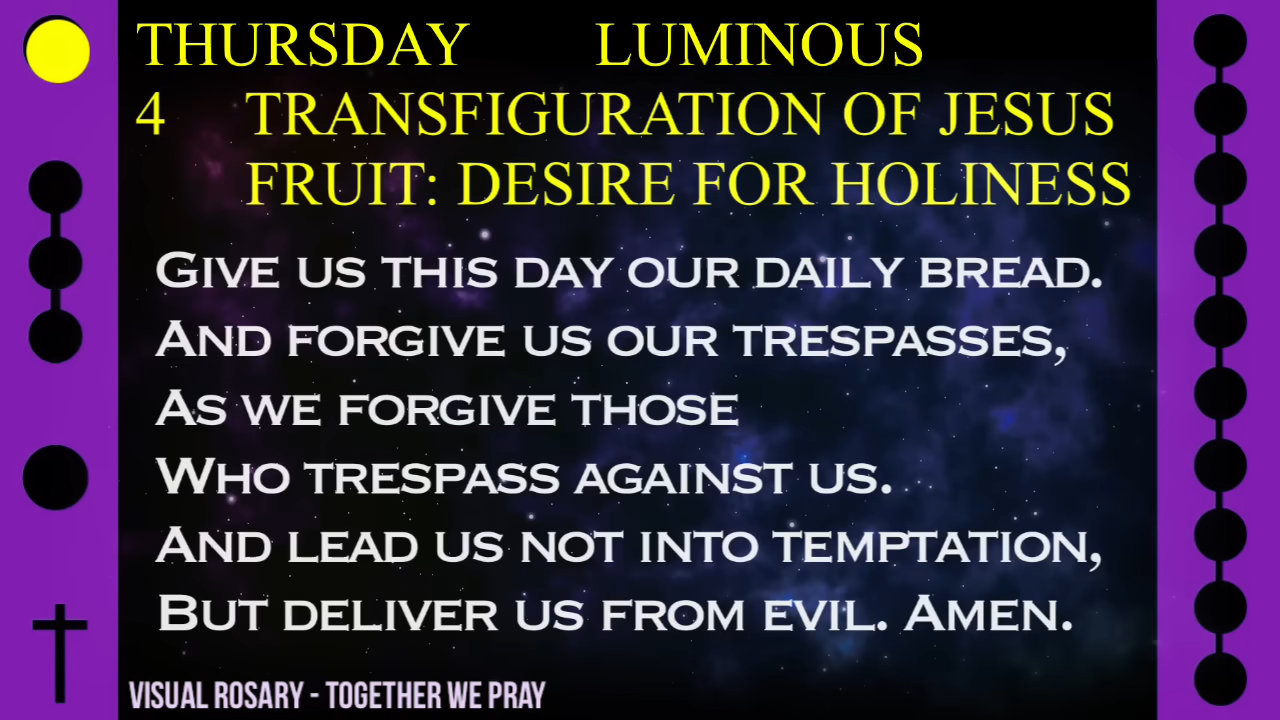 THURSDAY LUMINOUS
4 TRANSFIGURATION OF JESUS
FRUIT: DESIRE FOR HOLINESS
GIVE US THIS DAY OUR DAILY BREAD.
AND FORGIVE US OUR TRESPASSES,
AS WE FORGIVE THOSE
WHO TRESPASS AGAINST US.
AND LEAD US NOT INTO TEMPTATION,
BUT DELIVER US FROM EVIL. AMEN.
VISUAL ROSARY - TOGETHER WE PRAY